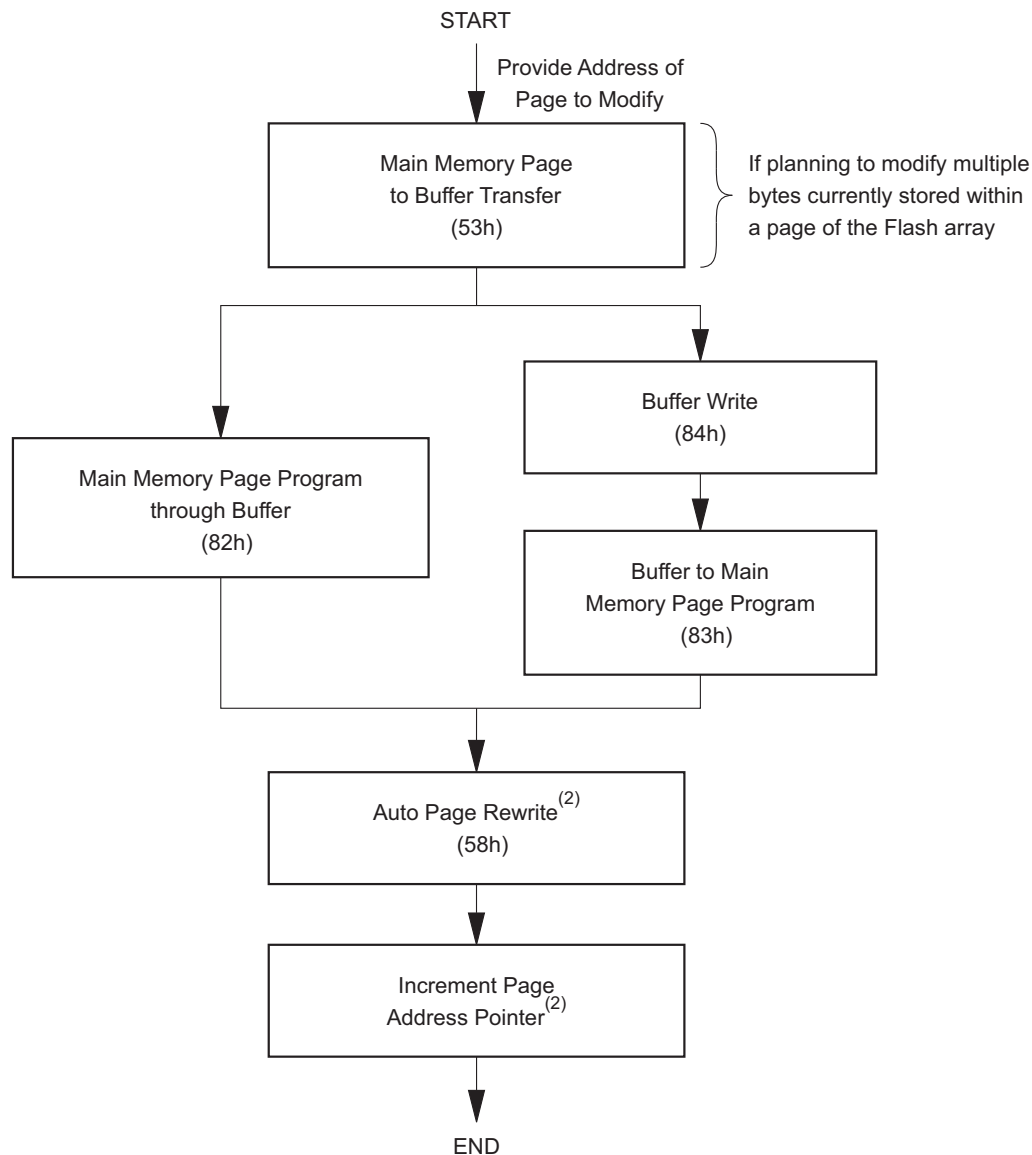 START
Provide Address of
Page to Modify
Main Memory Page
to Buffer Transfer
(53h)
If planning to modify multiple
bytes currently stored within
a page of the Flash array
Buffer Write
(84h)
Main Memory Page Program
through Buffer
(82h)
Buffer to Main
Memory Page Program
(83h)
Auto Page Rewrite(2)
(58h)
Increment Page
Address Pointer(2)
END